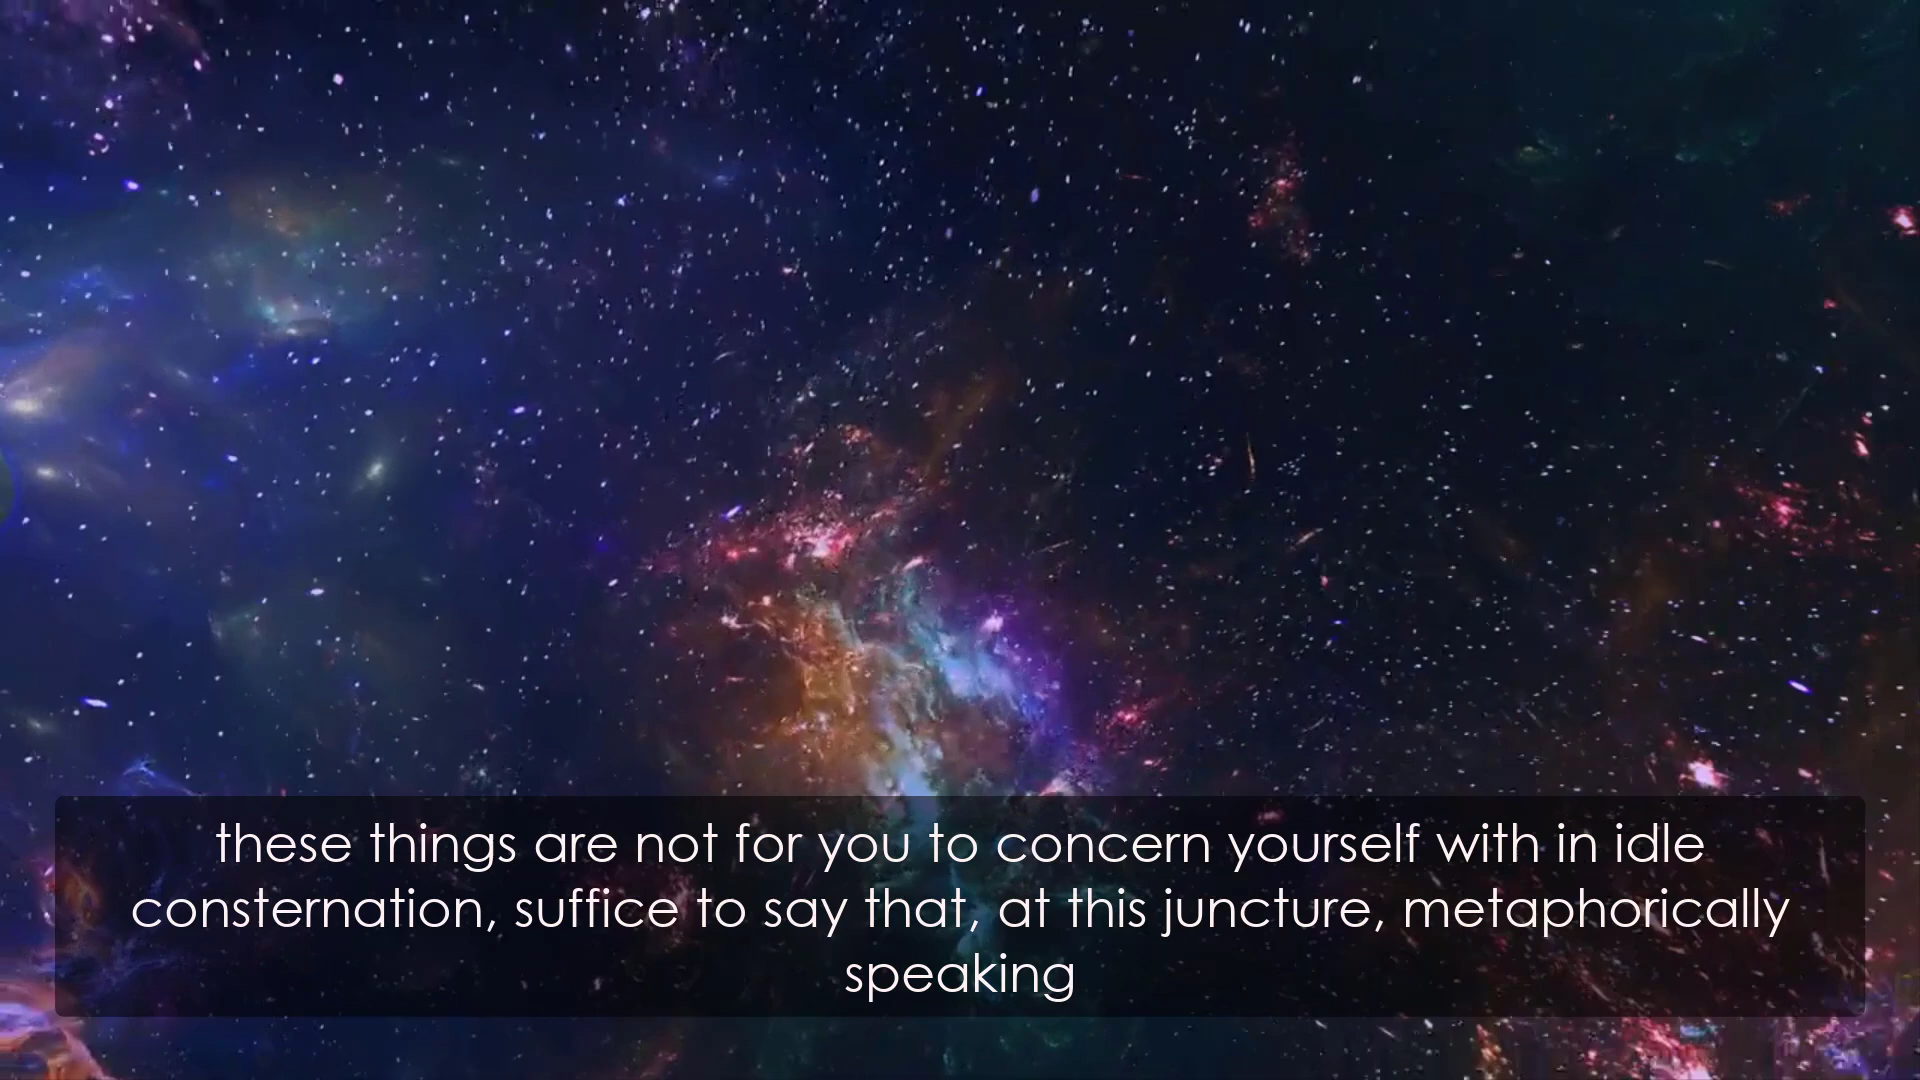 these things are not for you to concern yourself with in idle
consternation, suffice to say that, at this juncture, metaphorically
speaking